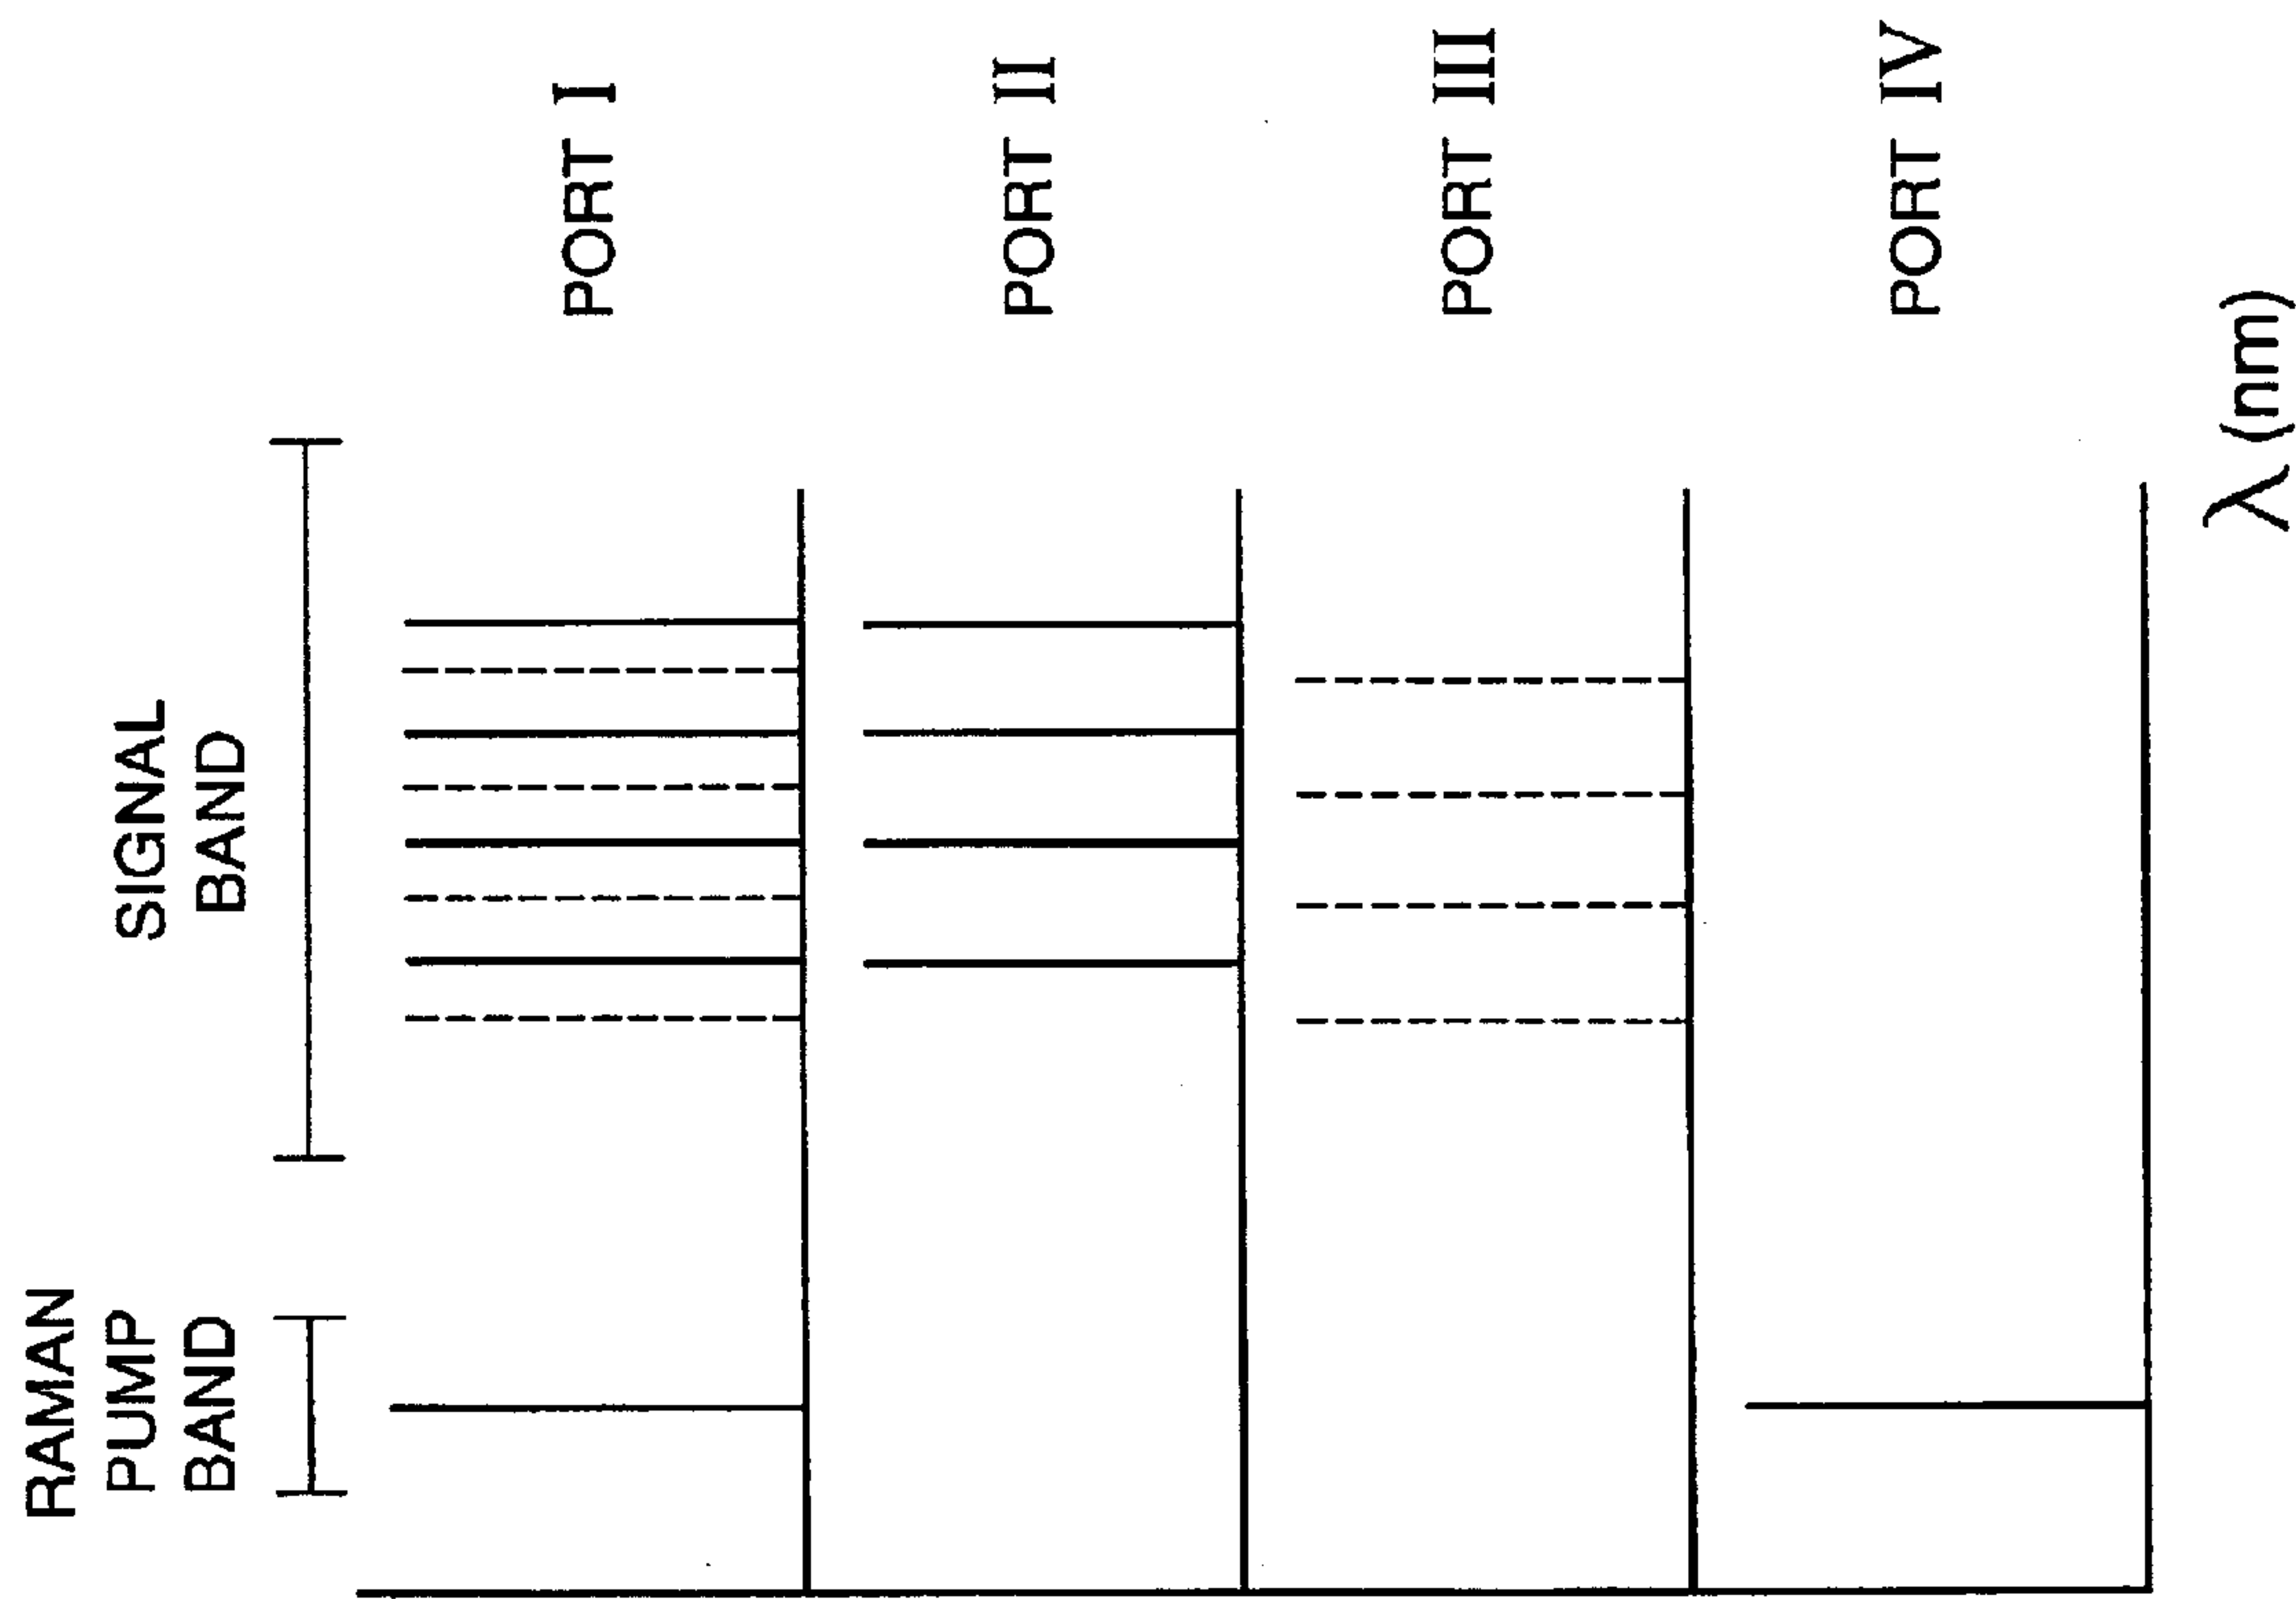 RAMAN
PUMP
BAND
SIGNAL
BAND
PORT I
PORT II
PORT III
PORT IV
λ (nm)